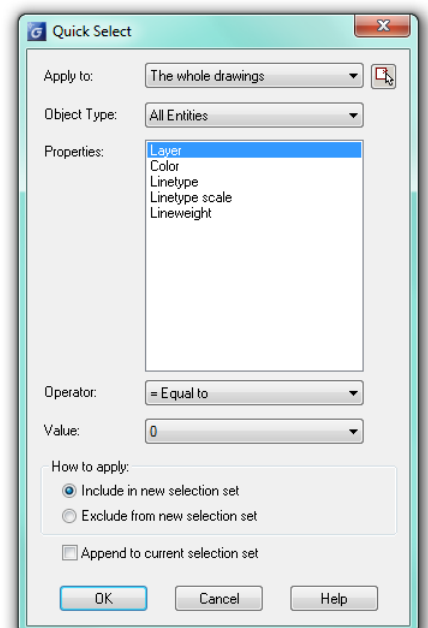 Quick Select
Apply to: The whole drawings
Object Type: All Entities
Properties: Layer
Color
Linetype
Linetype scale
Lineweight
Operator: = Equal to
Value: 0
How to apply:
Include in new selection set
Exclude from new selection set
Append to current selection set
OK Cancel Help